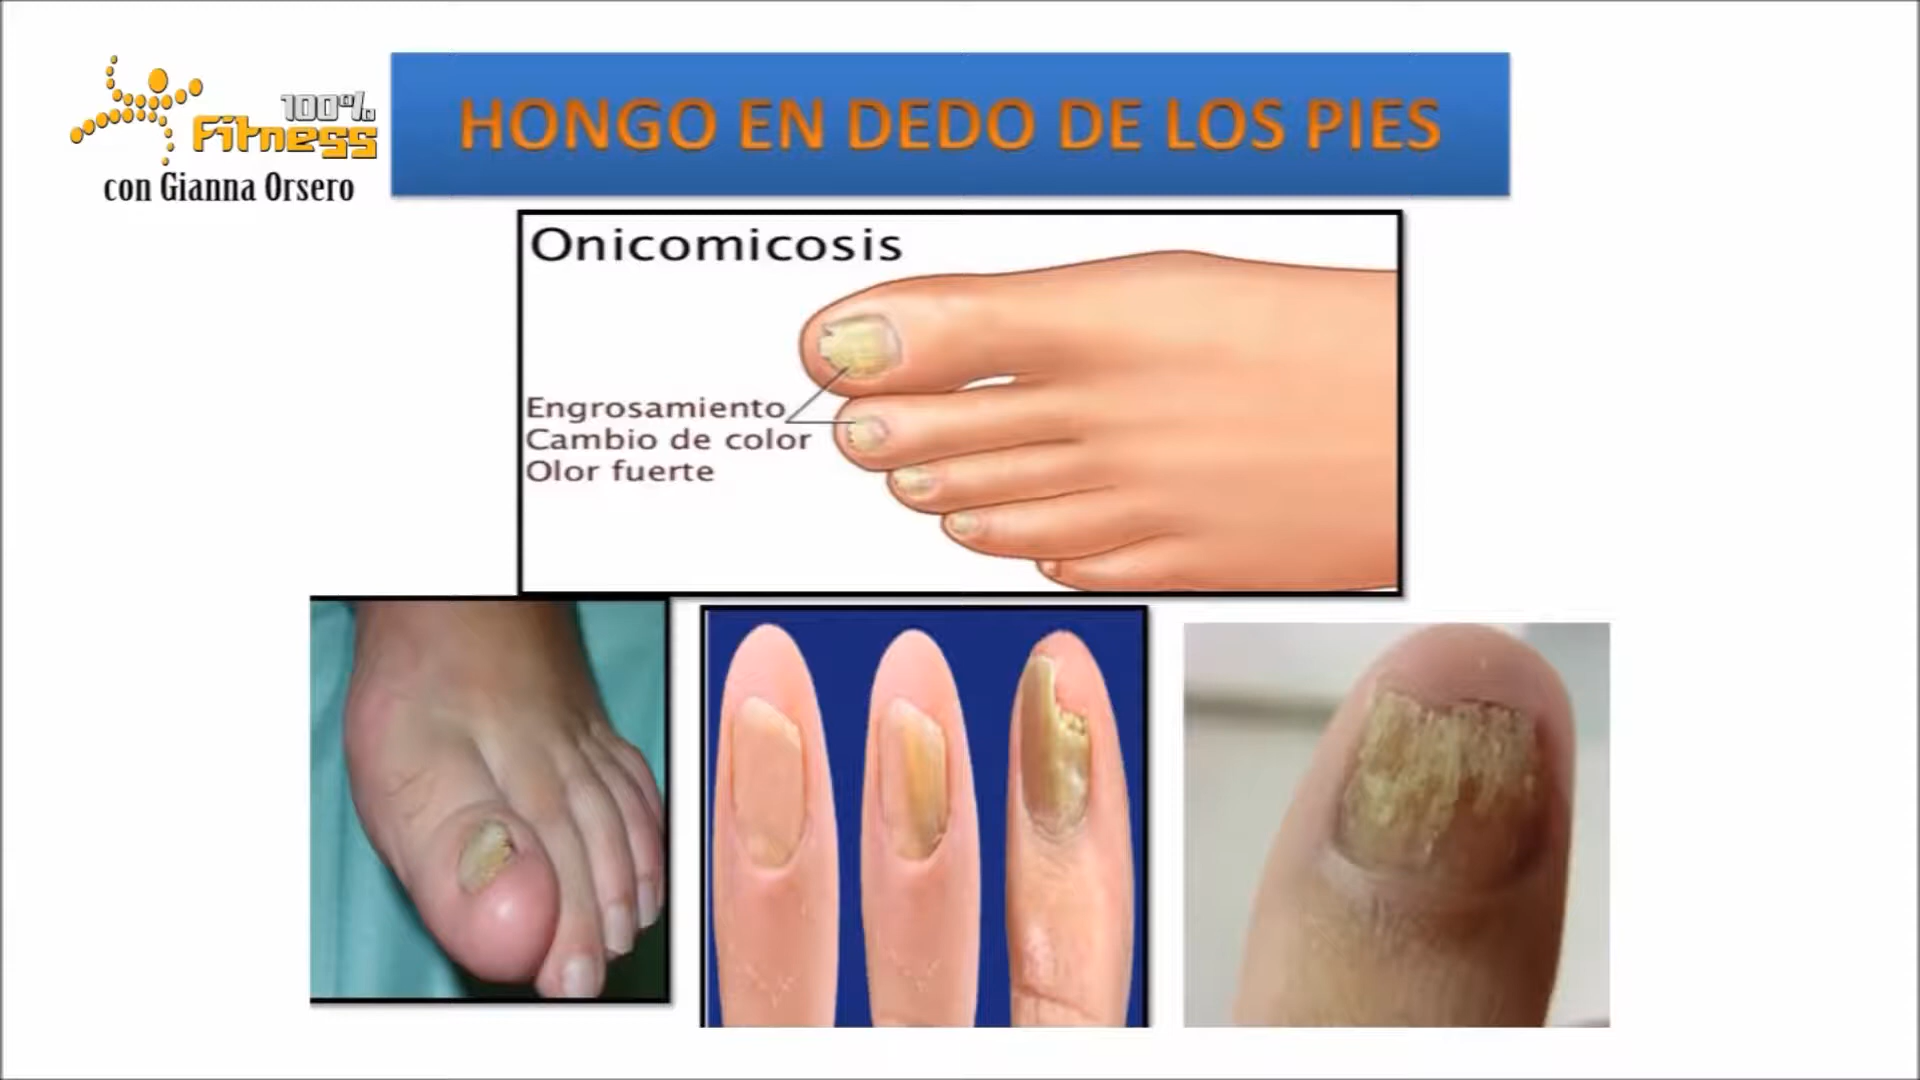 100%
Fitness
con Gianna Orsero
HONGO EN DEDO DE LOS PIES
Onicomicosis
Engrosamiento
Cambio de color
Olor fuerte